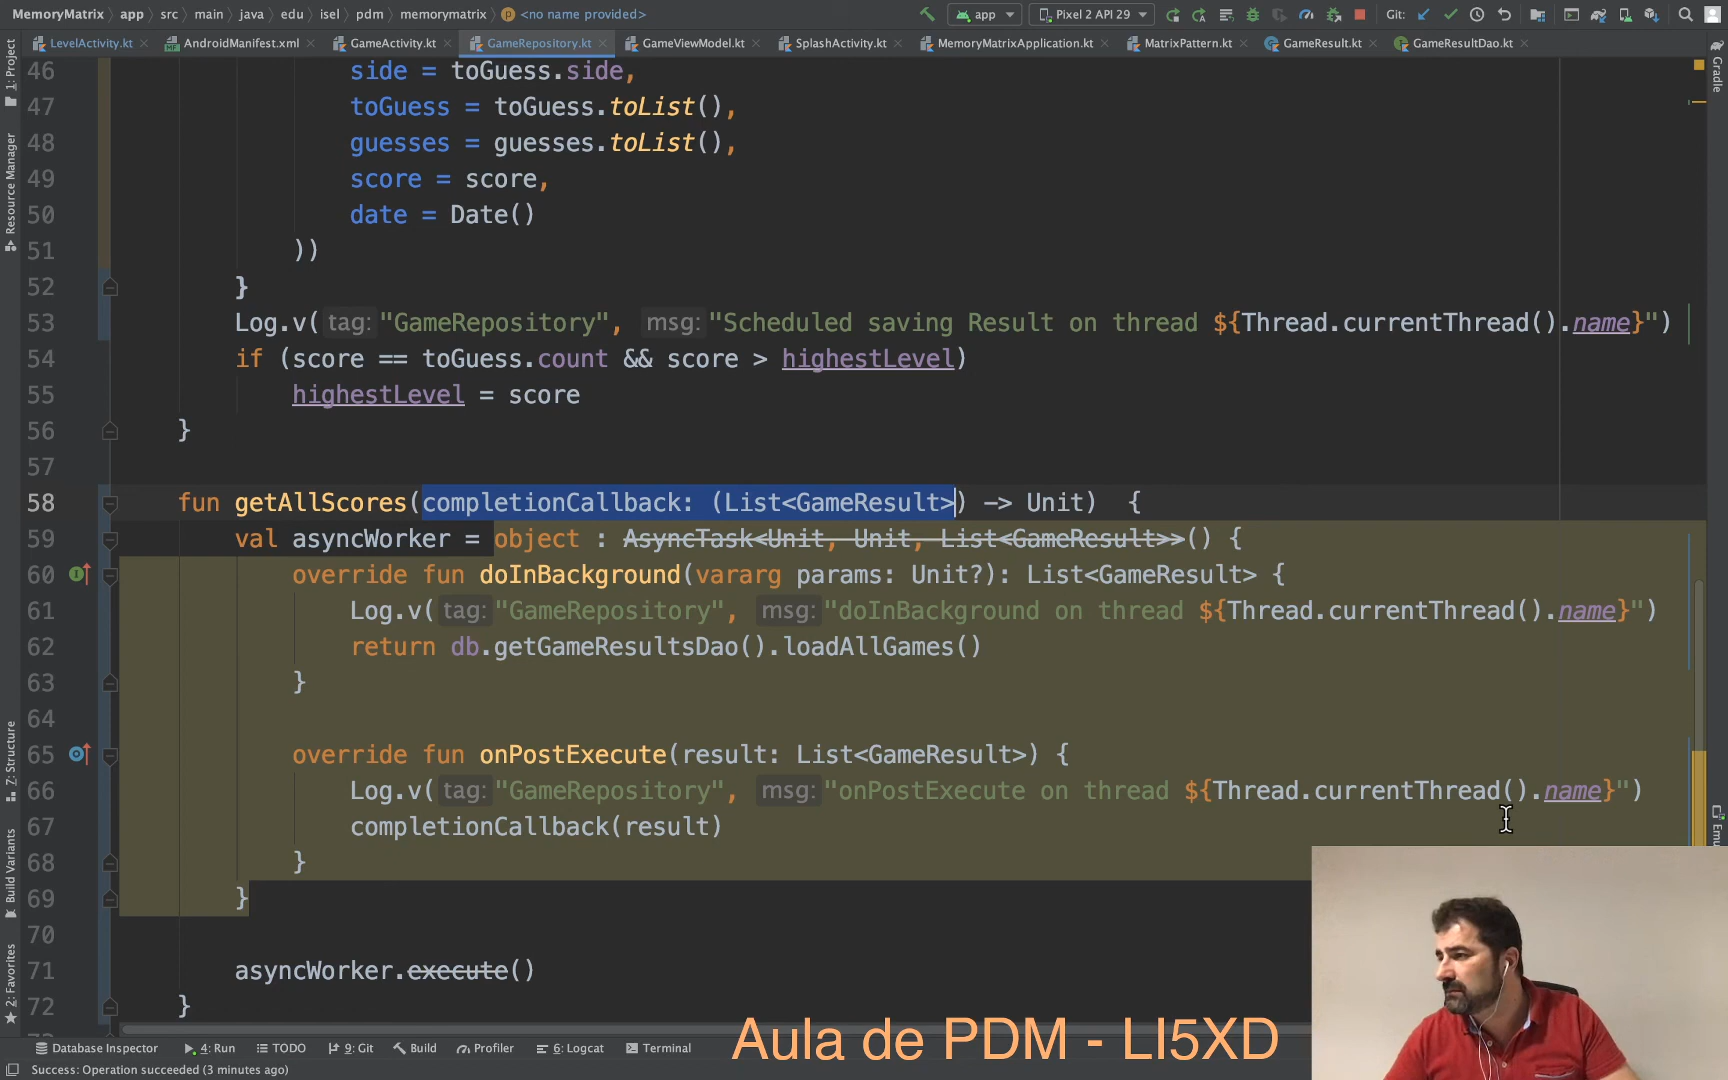 MemoryMatrix app src main java edu isel pdm memorymatrix <no name provided> app Pixel 2 API 29 Git:
LevelActivity.kt AndroidManifest.xml GameActivity.kt GameRepository.kt GameViewModel.kt SplashActivity.kt MemoryMatrixApplication.kt MatrixPattern.kt GameResult.kt GameResultDao.kt
1: Project
Resource Manager
Z: Structure
Build Variants
2: Favorites
Gradle
46 side = toGuess.side,
47 toGuess = toGuess.toList(),
48 guesses = guesses.toList(),
49 score = score,
50 date = Date()
51 ))
52 }
53 Log.v( tag: "GameRepository", msg: "Scheduled saving Result on thread ${Thread.currentThread().name}")
54 if (score == toGuess.count && score > highestLevel)
55 highestLevel = score
56 }
57
58 fun getAllScores(completionCallback: (List<GameResult>) -> Unit) {
59 val asyncWorker = object : AsyncTask<Unit, Unit, List<GameResult>>() {
60 override fun doInBackground(vararg params: Unit?): List<GameResult> {
61 Log.v( tag: "GameRepository", msg: "doInBackground on thread ${Thread.currentThread().name}")
62 return db.getGameResultsDao().loadAllGames()
63 }
64
65 override fun onPostExecute(result: List<GameResult>) {
66 Log.v( tag: "GameRepository", msg: "onPostExecute on thread ${Thread.currentThread().name}")
67 completionCallback(result)
68 }
69 }
70
71 asyncWorker.execute()
72 }
Aula de PDM - LI5XD
Database Inspector 4: Run TODO 9: Git Build Profiler 6: Logcat Terminal
Success: Operation succeeded (3 minutes ago)